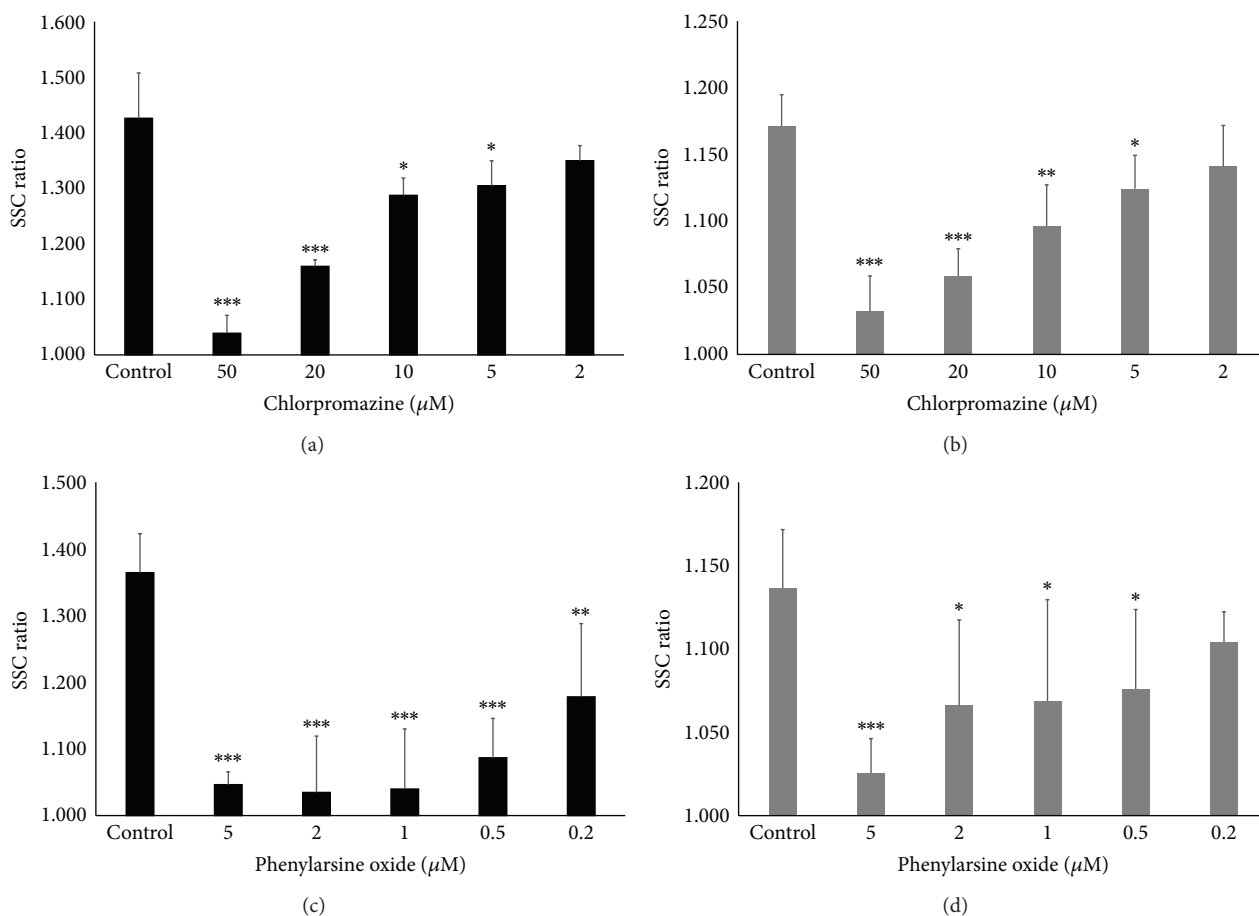 1.600
1.500
1.400
1.300
1.200
1.100
1.000
SSC ratio
***
***
*
*
Control 50 20 10 5 2
Chlorpromazine (μM)
(a)
1.250
1.200
1.150
1.100
1.050
1.000
SSC ratio
***
***
**
*
Control 50 20 10 5 2
Chlorpromazine (μM)
(b)
1.500
1.400
1.300
1.200
1.100
1.000
SSC ratio
***
***
***
***
**
Control 5 2 1 0.5 0.2
Phenylarsine oxide (μM)
(c)
1.200
1.150
1.100
1.050
1.000
SSC ratio
***
*
*
*
Control 5 2 1 0.5 0.2
Phenylarsine oxide (μM)
(d)